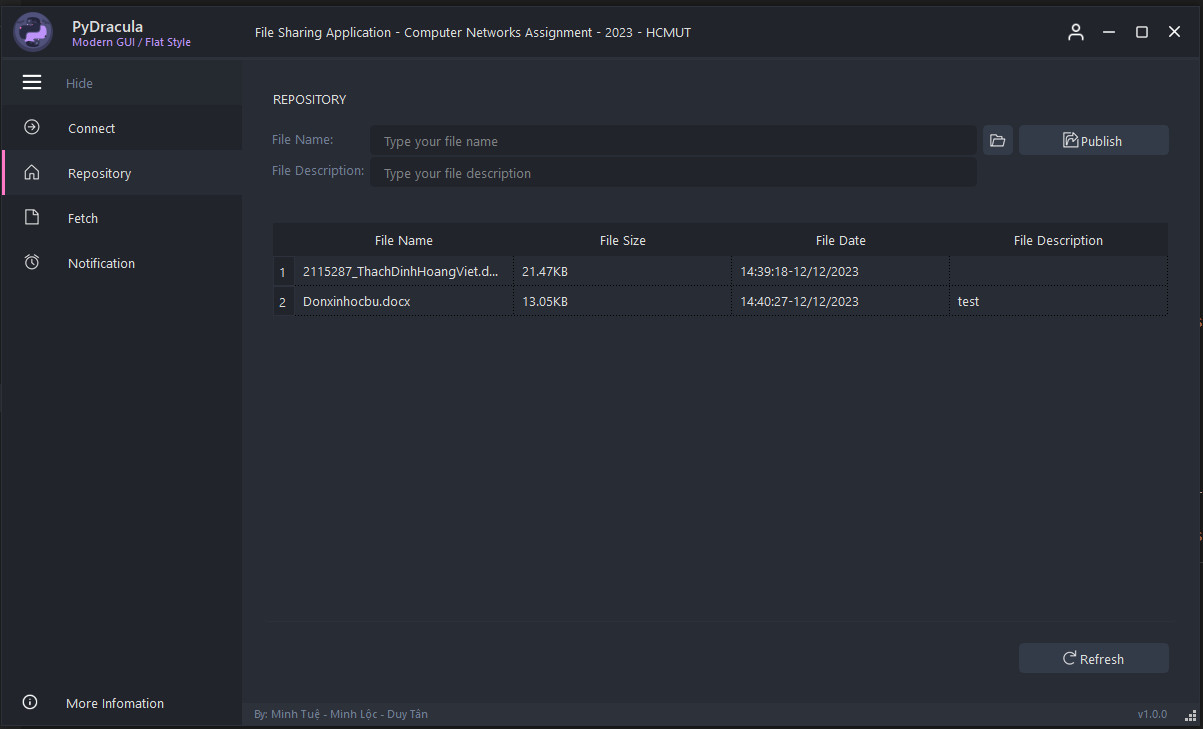 PyDracula
Modern GUI / Flat Style
File Sharing Application - Computer Networks Assignment - 2023 - HCMUT
Hide
Connect
Repository
Fetch
Notification
More Infomation
REPOSITORY
File Name:
Type your file name
Publish
File Description:
Type your file description
File Name File Size File Date File Description
1 2115287_ThachDinhHoangViet.d... 21.47KB 14:39:18-12/12/2023
2 Donxinhocbu.docx 13.05KB 14:40:27-12/12/2023 test
Refresh
By: Minh Tuệ - Minh Lộc - Duy Tân
v1.0.0